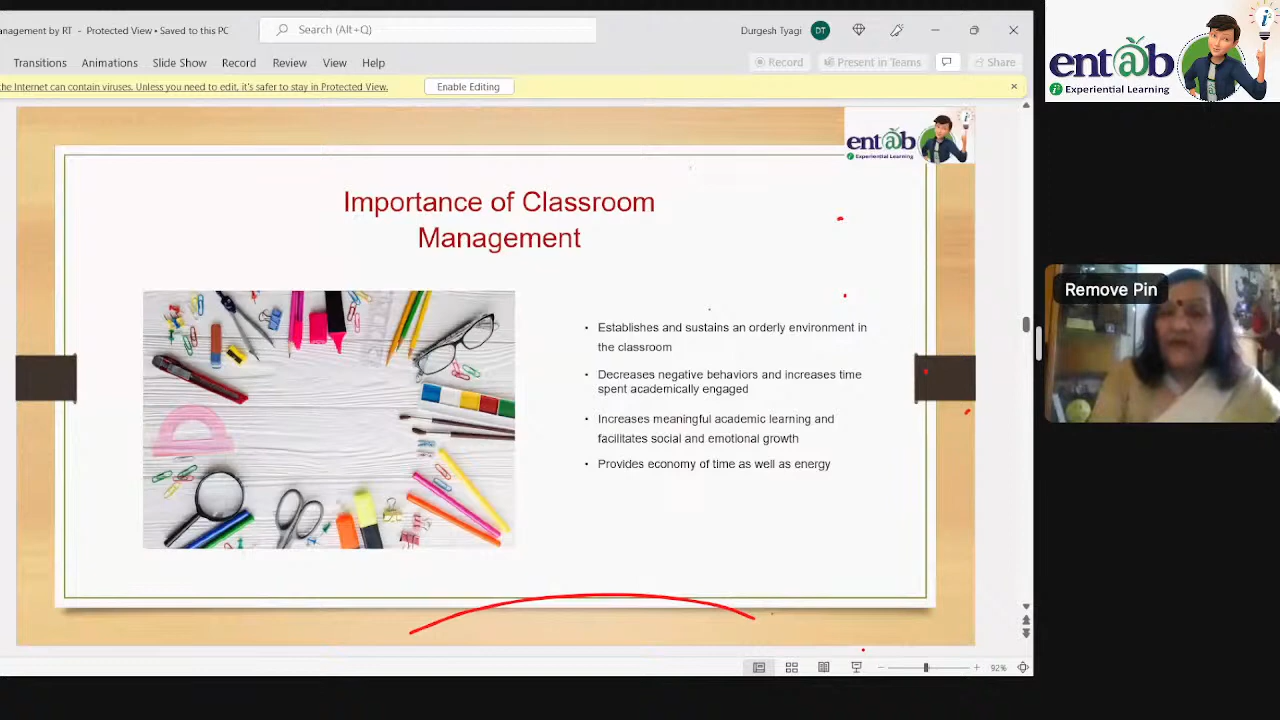 anagement by RT - Protected View • Saved to this PC
Search (Alt+Q)
Durgesh Tyagi
DT
Transitions
Animations
Slide Show
Record
Review
View
Help
Record
Present in Teams
Share
he Internet can contain viruses. Unless you need to edit, it's safer to stay in Protected View.
Enable Editing
entab
i Experiential Learning
entab
Experiential Learning
Importance of Classroom
Management
• Establishes and sustains an orderly environment in
the classroom
• Decreases negative behaviors and increases time
spent academically engaged
• Increases meaningful academic learning and
facilitates social and emotional growth
• Provides economy of time as well as energy
Remove Pin
92%